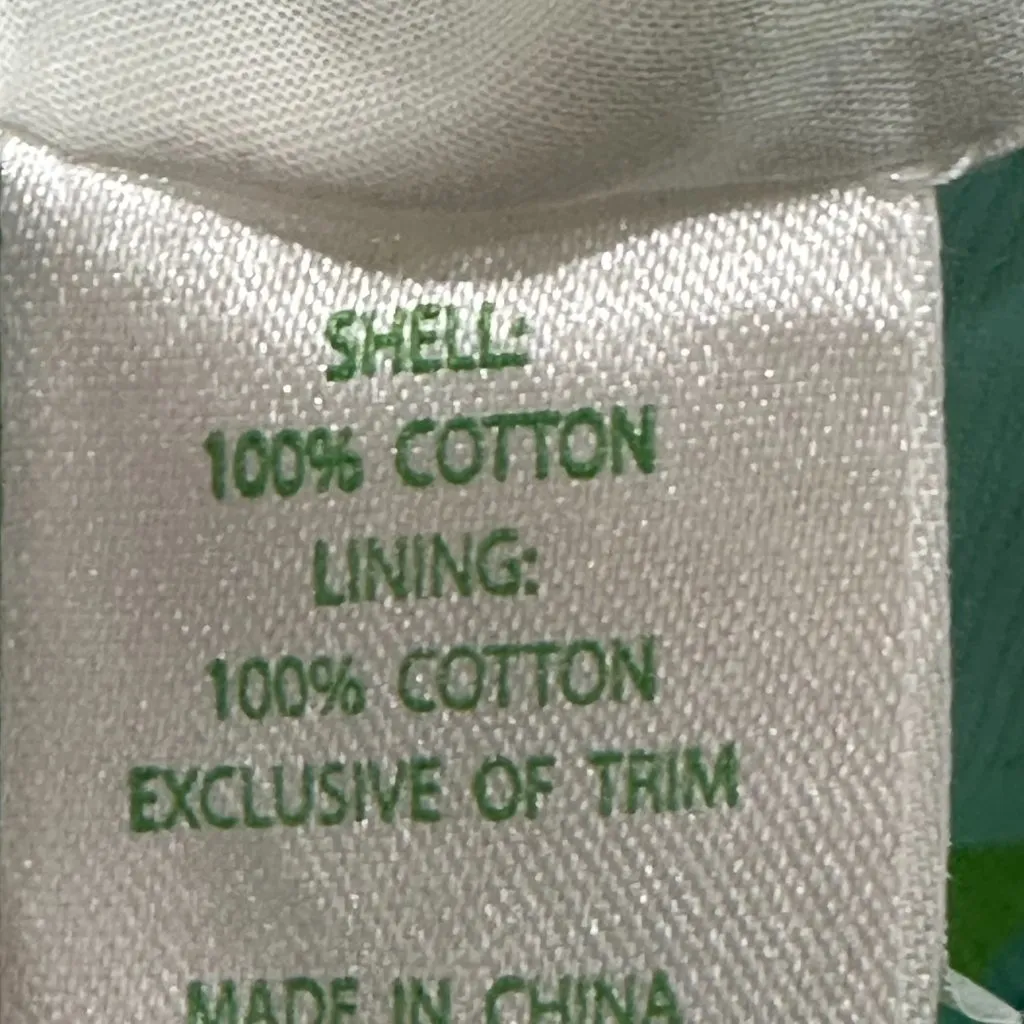 SHELL:
100% COTTON
LINING:
100% COTTON
EXCLUSIVE OF TRIM
MADE IN CHINA